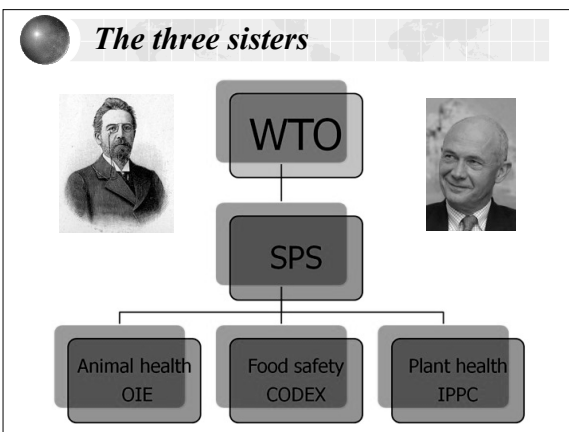 The three sisters
WTO
SPS
Animal health
OIE
Food safety
CODEX
Plant health
IPPC